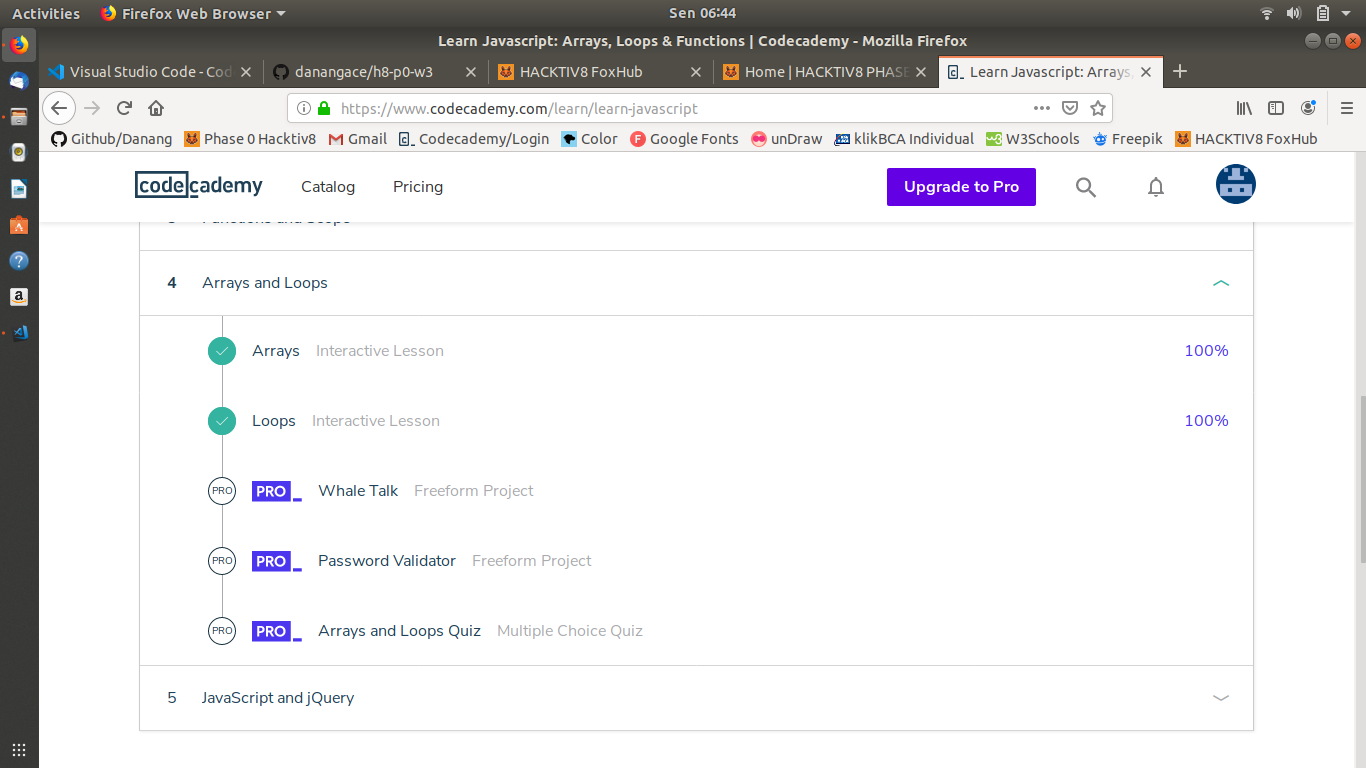 Activities Firefox Web Browser Sen 06:44
Learn Javascript: Arrays, Loops & Functions | Codecademy - Mozilla Firefox
Visual Studio Code - Cod danangace/h8-p0-w3 HACKTIV8 FoxHub Home | HACKTIV8 PHASE Learn Javascript: Arrays,
https://www.codecademy.com/learn/learn-javascript
Github/Danang Phase 0 Hacktiv8 Gmail Codecademy/Login Color Google Fonts unDraw klikBCA Individual W3Schools Freepik HACKTIV8 FoxHub
codecademy Catalog Pricing Upgrade to Pro
4 Arrays and Loops
Arrays Interactive Lesson 100%
Loops Interactive Lesson 100%
PRO PRO_ Whale Talk Freeform Project
PRO PRO_ Password Validator Freeform Project
PRO PRO_ Arrays and Loops Quiz Multiple Choice Quiz
5 JavaScript and jQuery